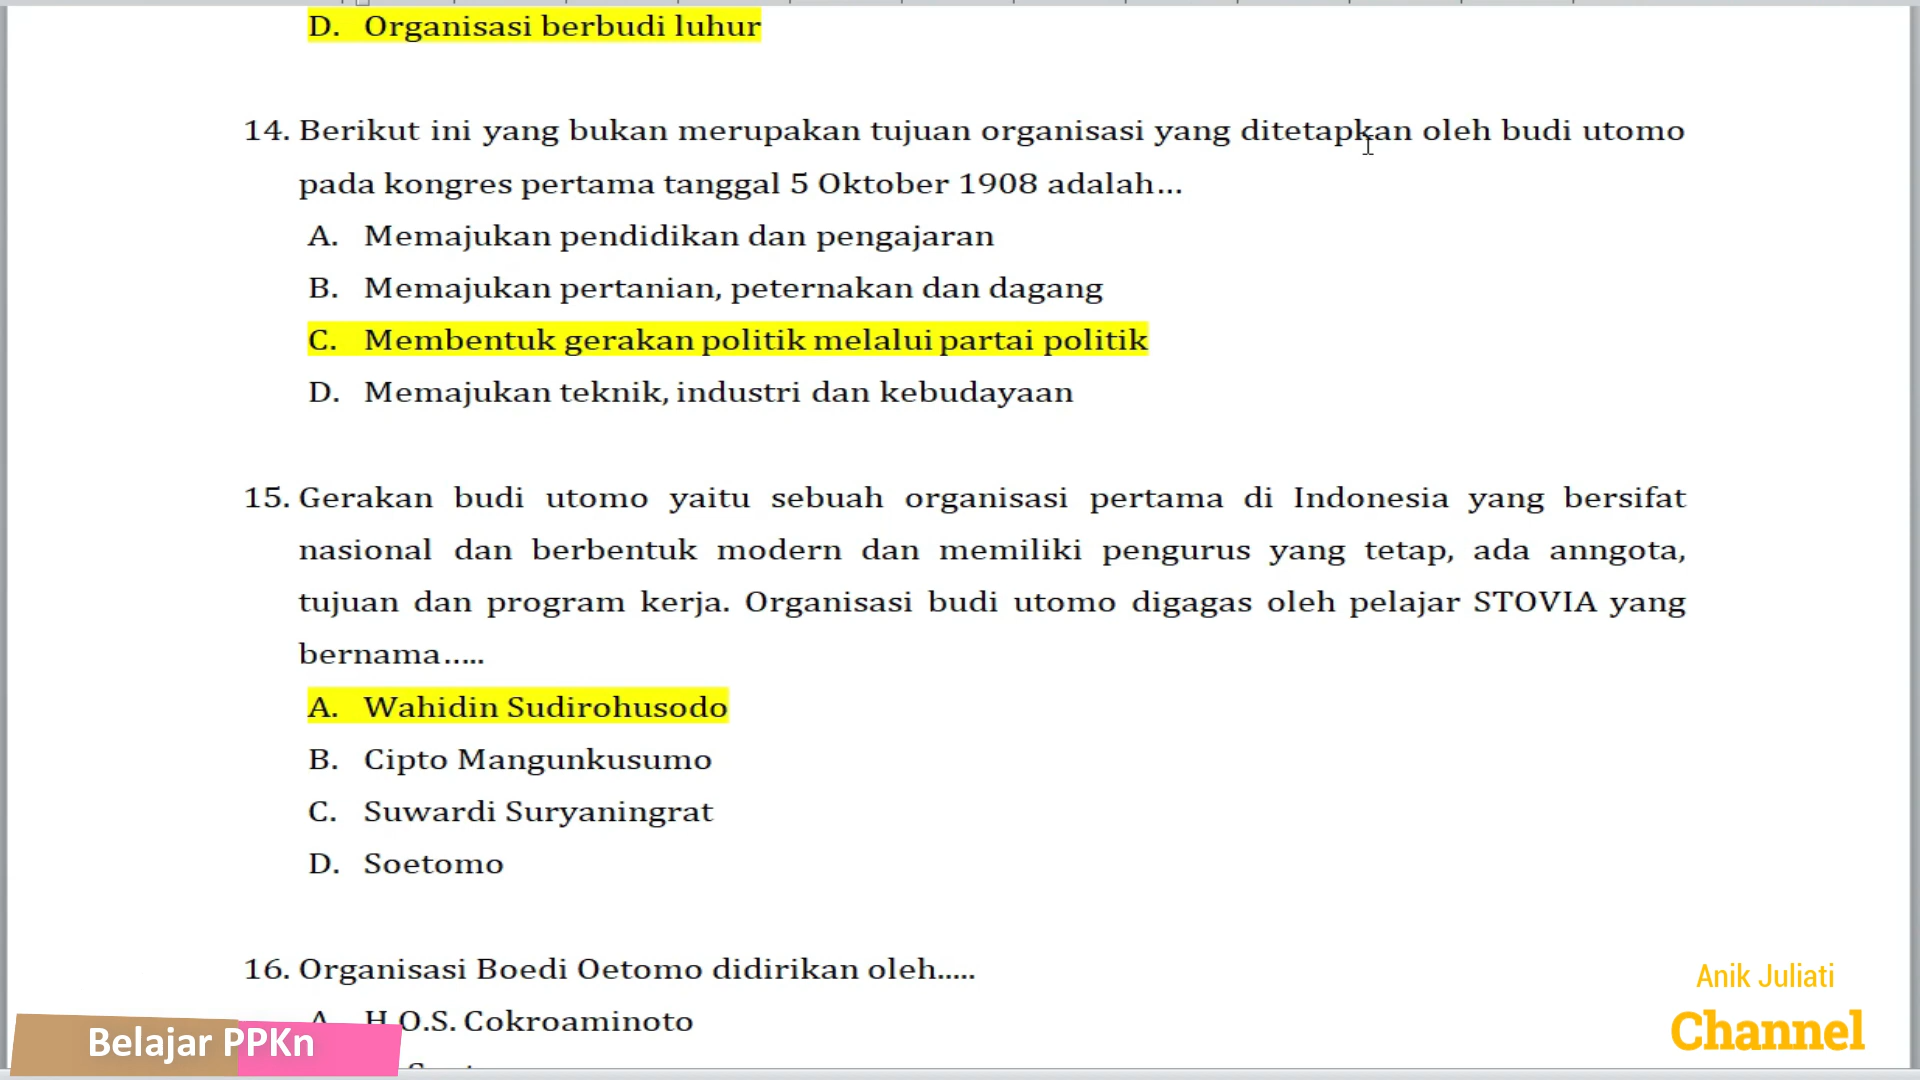 D. Organisasi berbudi luhur
14. Berikut ini yang bukan merupakan tujuan organisasi yang ditetapkan oleh budi utomo
pada kongres pertama tanggal 5 Oktober 1908 adalah...
A. Memajukan pendidikan dan pengajaran
B. Memajukan pertanian, peternakan dan dagang
C. Membentuk gerakan politik melalui partai politik
D. Memajukan teknik, industri dan kebudayaan
15. Gerakan budi utomo yaitu sebuah organisasi pertama di Indonesia yang bersifat
nasional dan berbentuk modern dan memiliki pengurus yang tetap, ada anngota,
tujuan dan program kerja. Organisasi budi utomo digagas oleh pelajar STOVIA yang
bernama.....
A. Wahidin Sudirohusodo
B. Cipto Mangunkusumo
C. Suwardi Suryaningrat
D. Soetomo
16. Organisasi Boedi Oetomo didirikan oleh.....
A. H.O.S. Cokroaminoto
Anik Juliati
Channel
Belajar PPKn